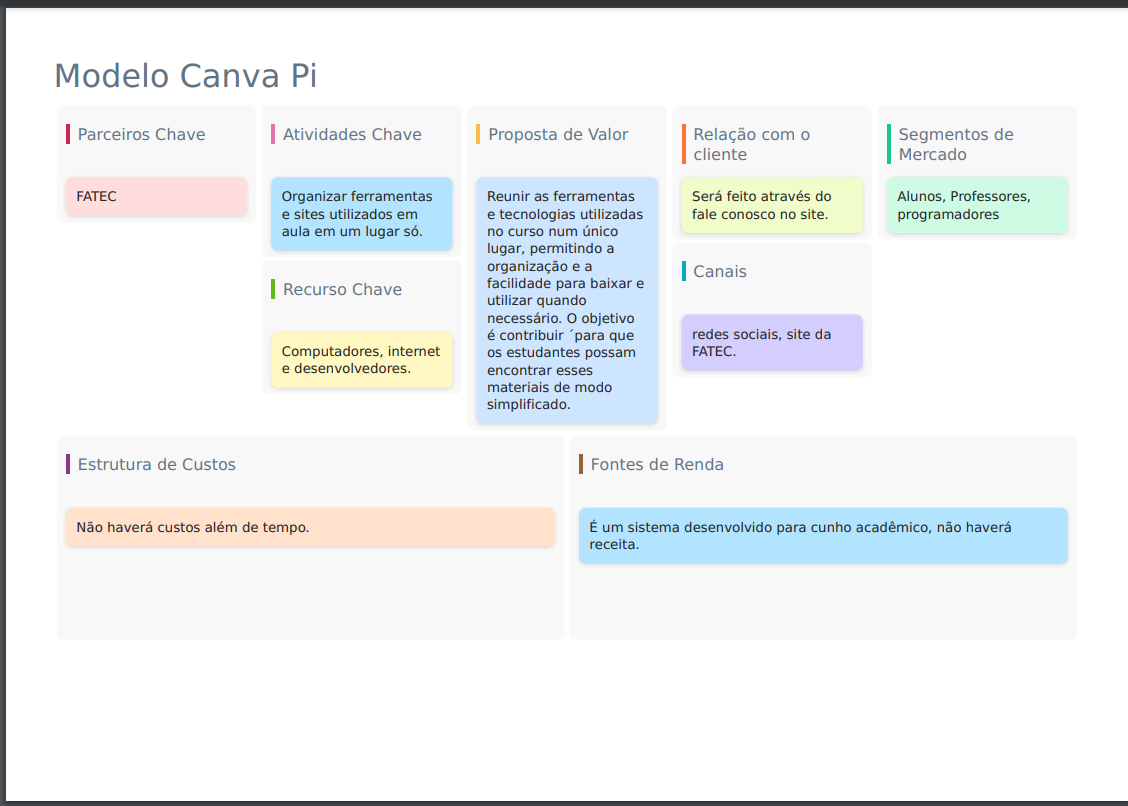 Modelo Canva Pi
Parceiros Chave
FATEC
Atividades Chave
Organizar ferramentas
e sites utilizados em
aula em um lugar só.
Recurso Chave
Computadores, internet
e desenvolvedores.
Proposta de Valor
Reunir as ferramentas
e tecnologias utilizadas
no curso num único
lugar, permitindo a
organização e a
facilidade para baixar e
utilizar quando
necessário. O objetivo
é contribuir ´para que
os estudantes possam
encontrar esses
materiais de modo
simplificado.
Relação com o
cliente
Será feito através do
fale conosco no site.
Canais
redes sociais, site da
FATEC.
Segmentos de
Mercado
Alunos, Professores,
programadores
Estrutura de Custos
Não haverá custos além de tempo.
Fontes de Renda
É um sistema desenvolvido para cunho acadêmico, não haverá
receita.